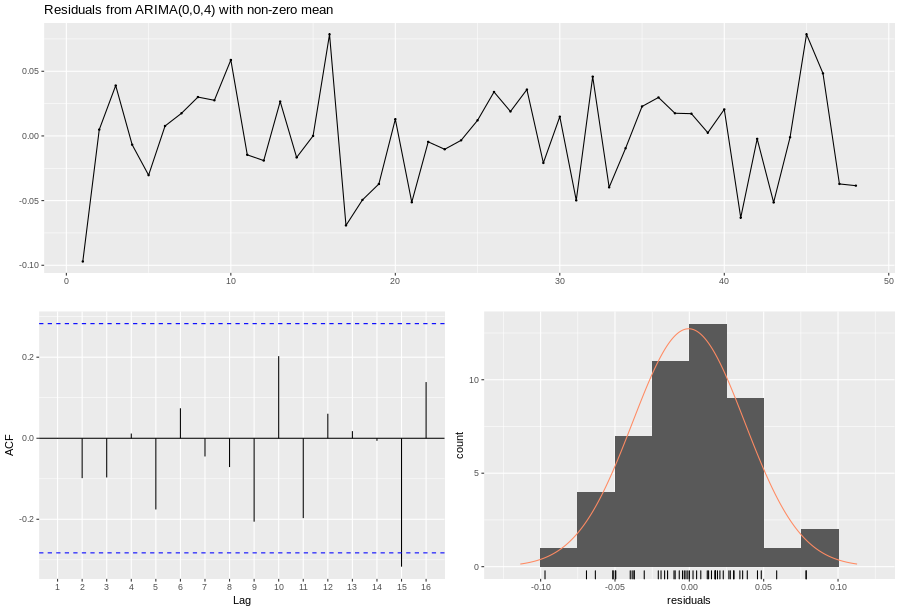 Residuals from ARIMA(0,0,4) with non-zero mean
0.05
0.00
-0.05
-0.10
0 10 20 30 40 50
ACF
0.2
0.0
-0.2
1 2 3 4 5 6 7 8 9 10 11 12 13 14 15 16
Lag
count
10
5
0
-0.10 -0.05 0.00 0.05 0.10
residuals